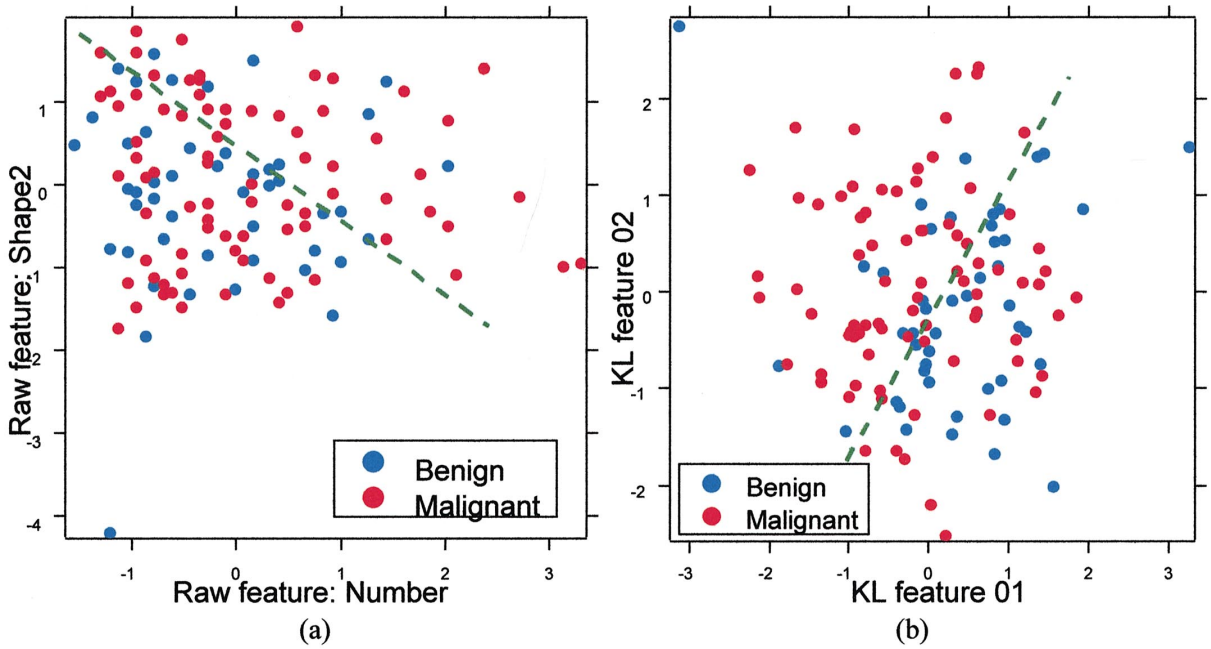 1
0
-1
-2
-3
-4
Raw feature: Shape2
Benign
Malignant
-1
0
1
2
3
Raw feature: Number
(a)
2
1
0
-1
-2
KL feature 02
Benign
Malignant
-3
-2
-1
0
1
2
3
KL feature 01
(b)